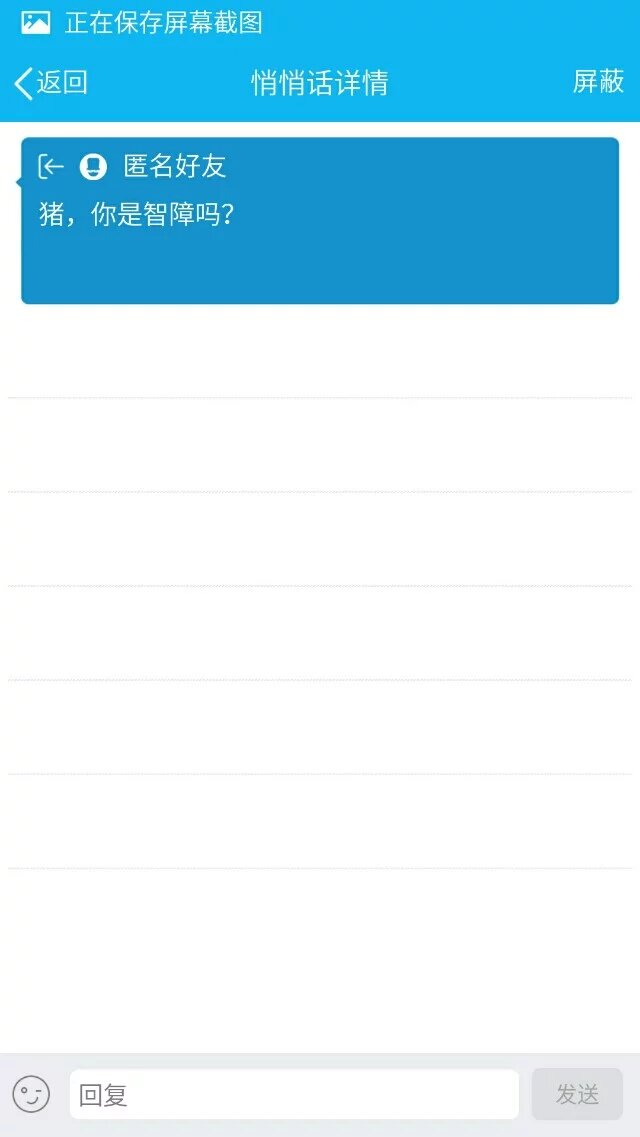 正在保存屏幕截图
返回
悄悄话详情
屏蔽
匿名好友
猪，你是智障吗？
回复
发送